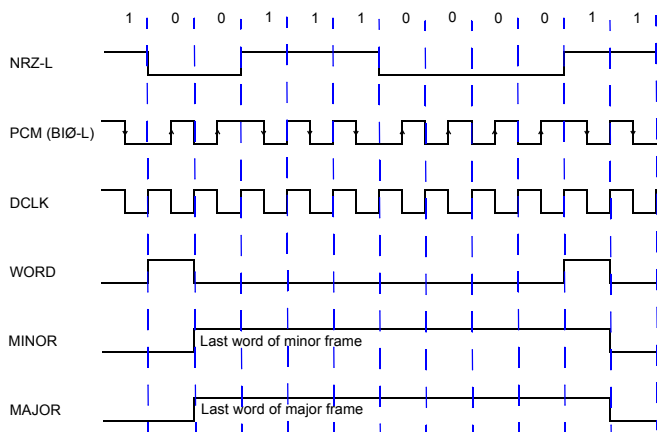 1 0 0 1 1 1 0 0 0 0 1 1
NRZ-L
PCM (BIØ-L)
DCLK
WORD
MINOR Last word of minor frame
MAJOR Last word of major frame